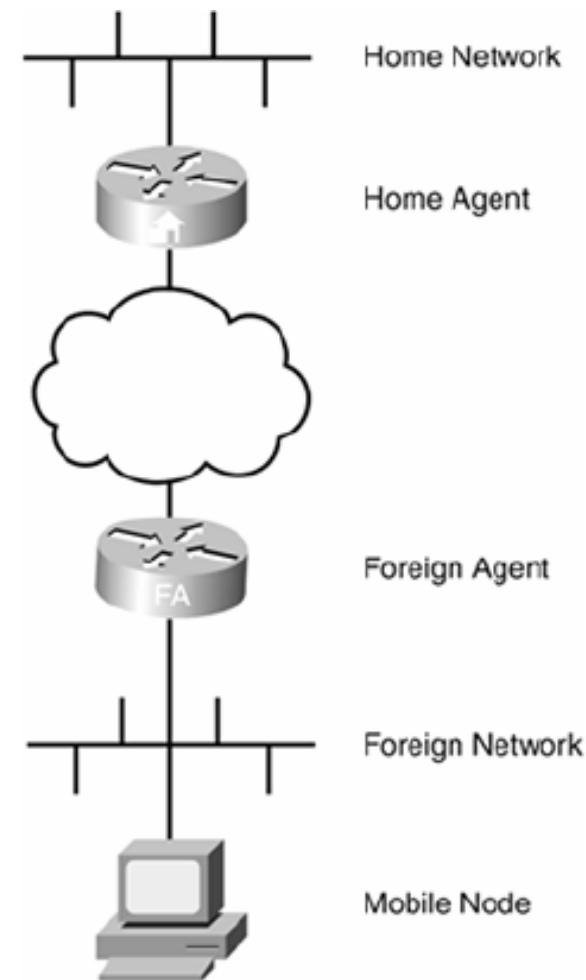 Home Network
Home Agent
Foreign Agent
FA
Foreign Network
Mobile Node